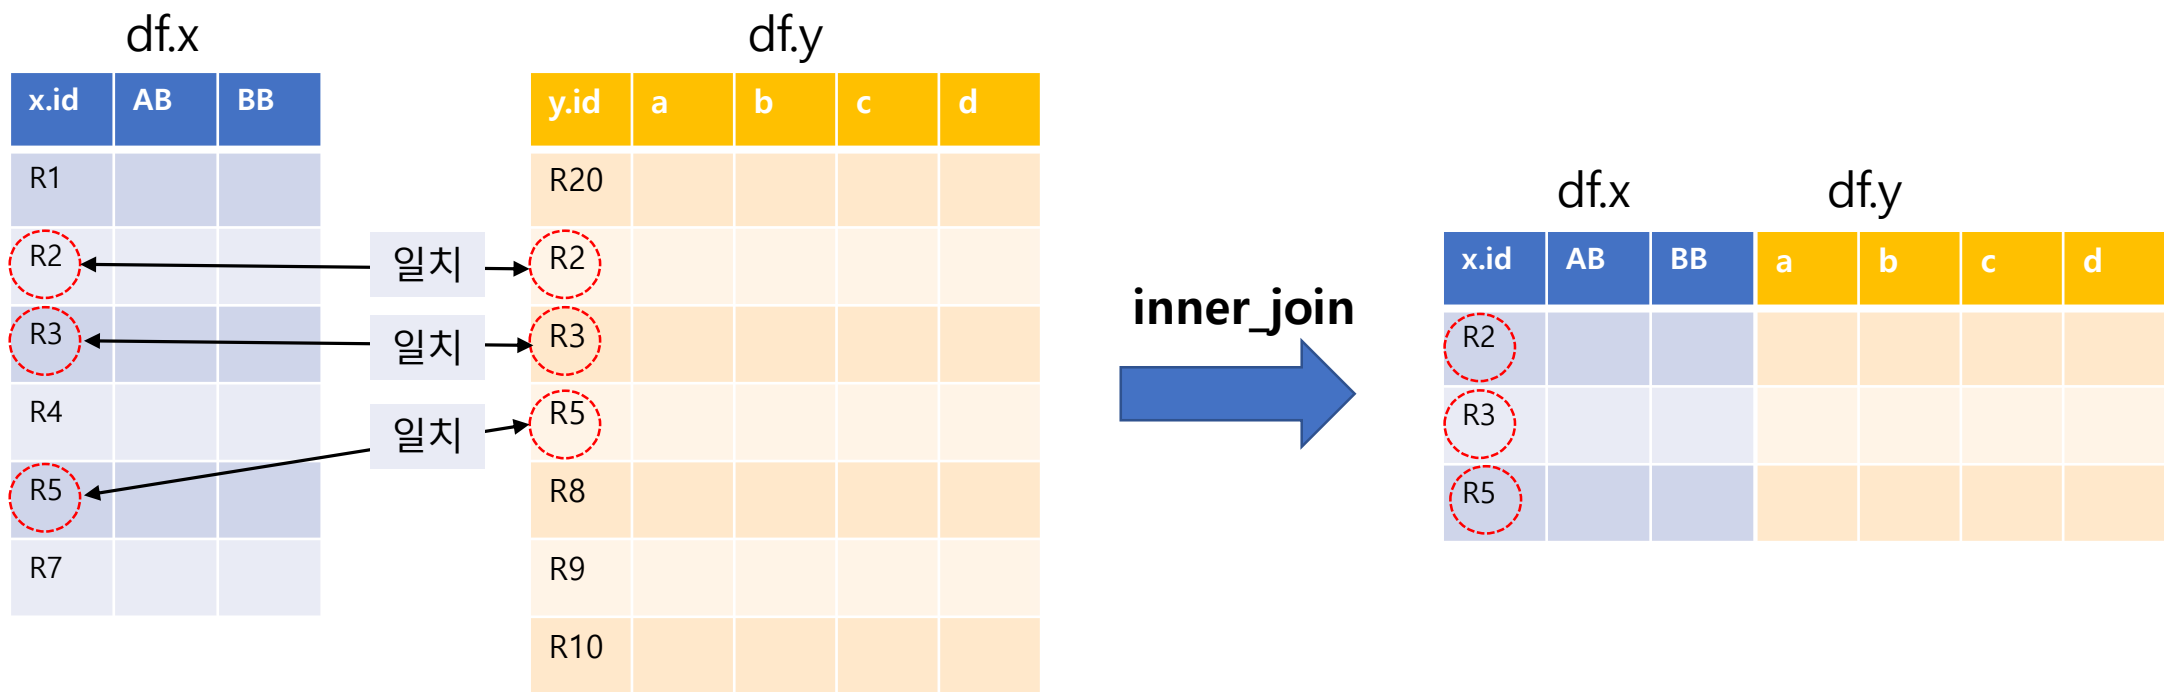 df.x
x.id AB BB
R1
R2
R3
R4
R5
R7
일치
일치
일치
df.y
y.id a b c d
R20
R2
R3
R5
R8
R9
R10
inner_join
df.x df.y
x.id AB BB a b c d
R2
R3
R5